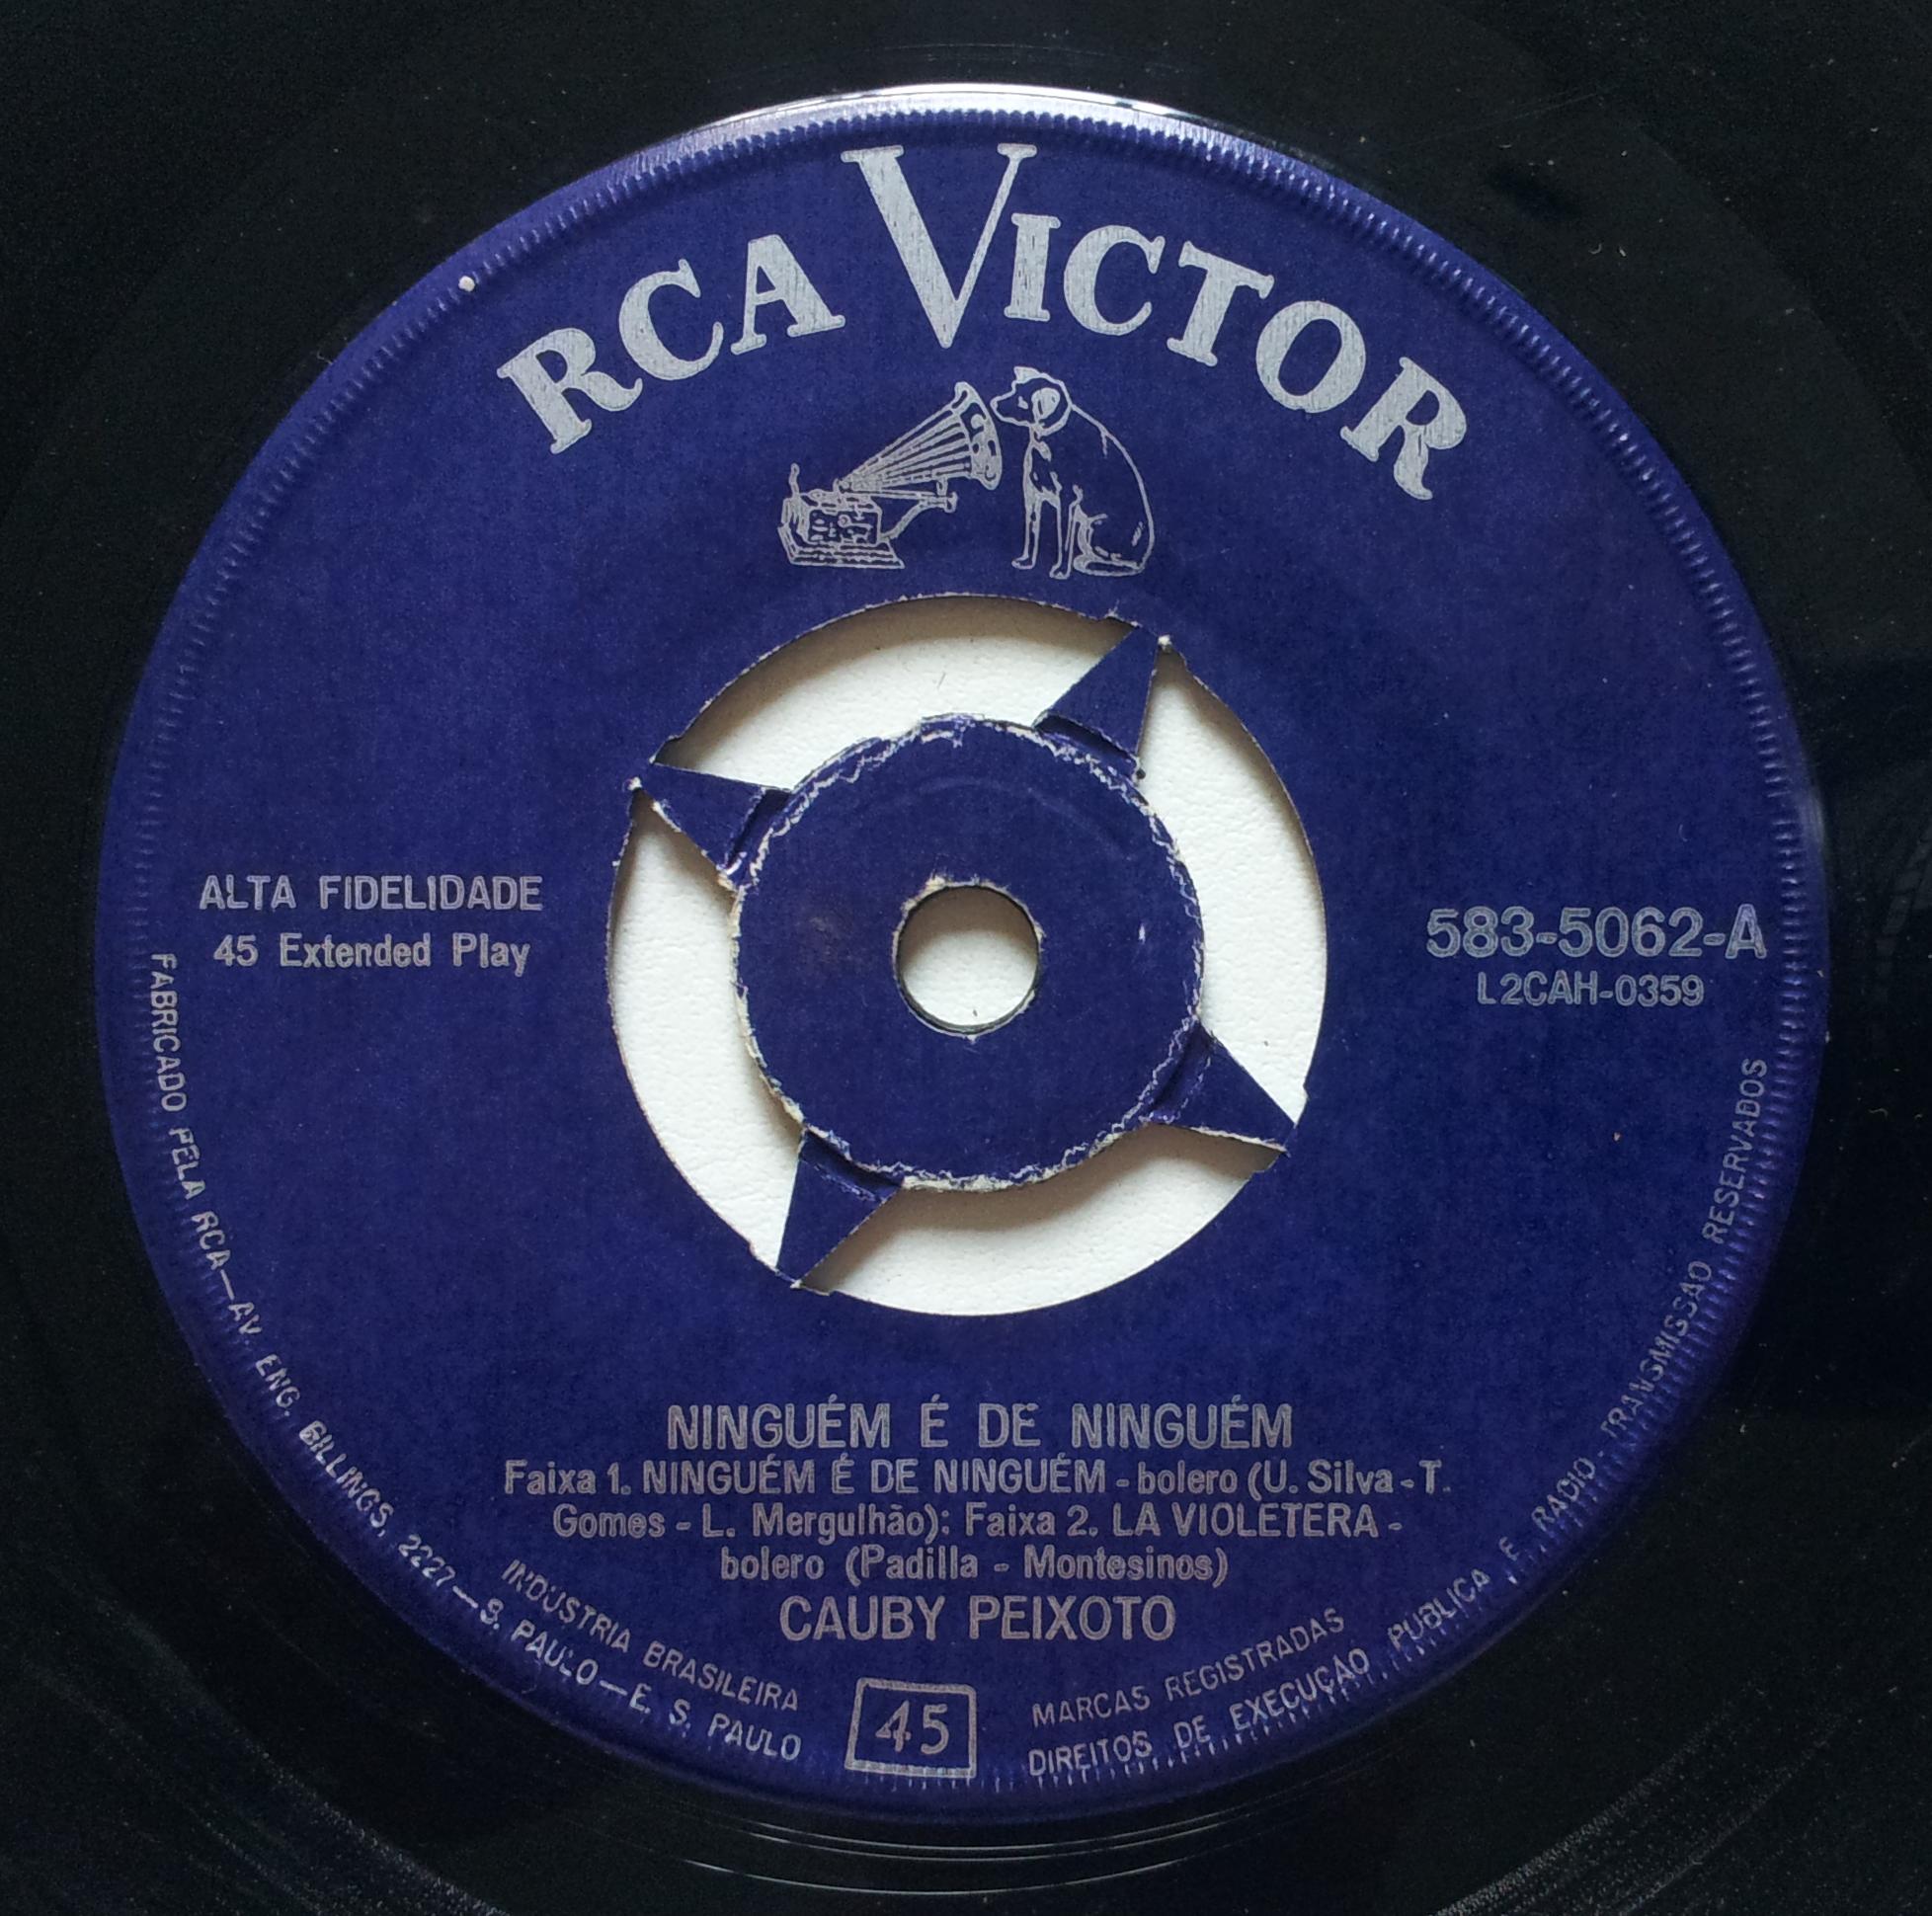 RCA VICTOR
ALTA FIDELIDADE
45 Extended Play
583-5062-A
L2CAH-0359
NINGUÉM É DE NINGUÉM
Faixa 1. NINGUÉM É DE NINGUÉM - bolero (U. Silva - T.
Gomes - L. Mergulhão): Faixa 2. LA VIOLETERA -
bolero (Padilla - Montesinos)
CAUBY PEIXOTO
INDÚSTRIA BRASILEIRA
FABRICADO PELA RCA—AV. ENG. BILLINGS, 2227—S. PAULO—E. S. PAULO
45
MARCAS REGISTRADAS
DIREITOS DE EXECUÇÃO PUBLICA E RADIO-TRANSMISSAO RESERVADOS